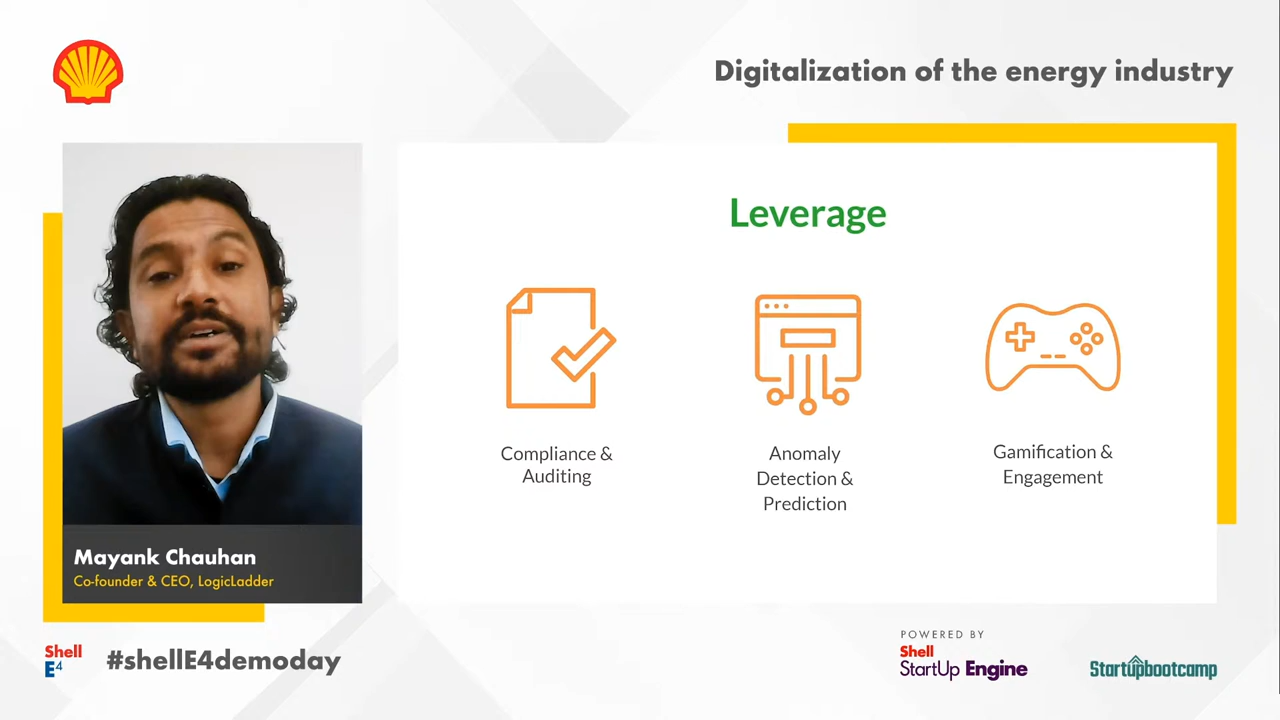 Digitalization of the energy industry
Leverage
Compliance &
Auditing
Anomaly
Detection &
Prediction
Gamification &
Engagement
Mayank Chauhan
Co-founder & CEO, LogicLadder
Shell
E4
#shellE4demoday
POWERED BY
Shell
StartUp Engine
Startupbootcamp